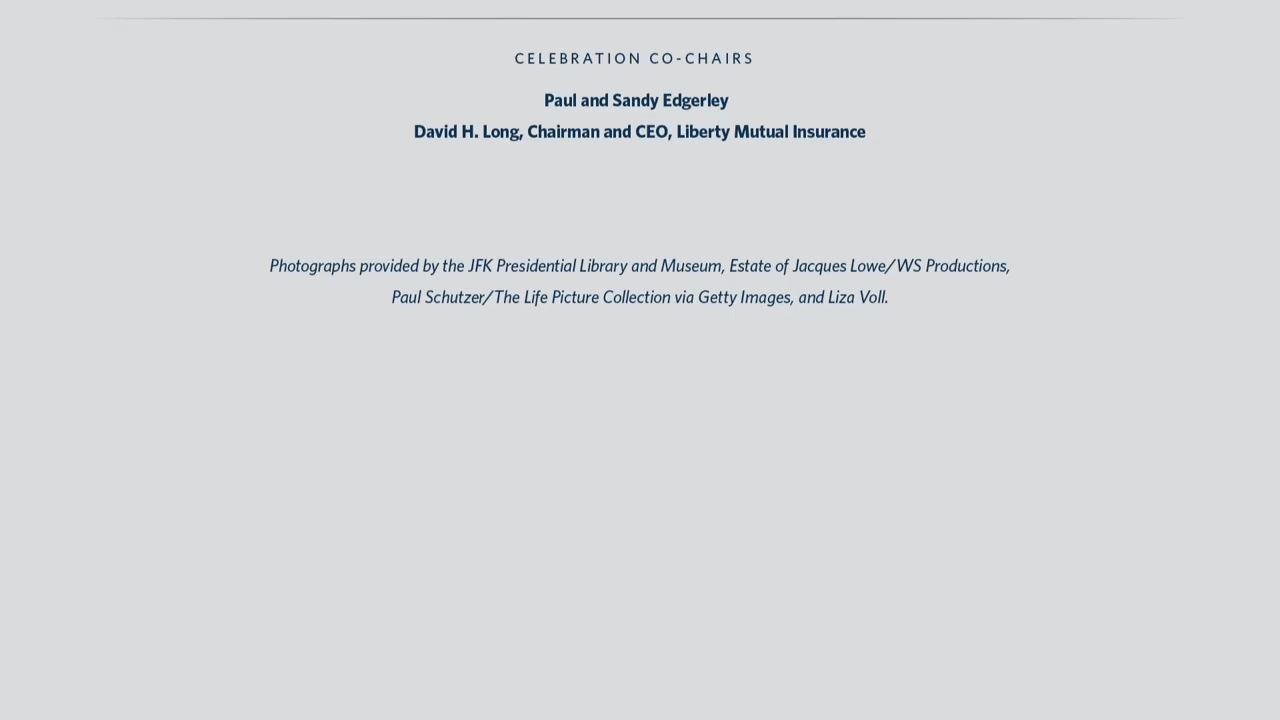 CELEBRATION CO-CHAIRS
Paul and Sandy Edgerley
David H. Long, Chairman and CEO, Liberty Mutual Insurance
Photographs provided by the JFK Presidential Library and Museum, Estate of Jacques Lowe/WS Productions,
Paul Schutzer/The Life Picture Collection via Getty Images, and Liza Voll.